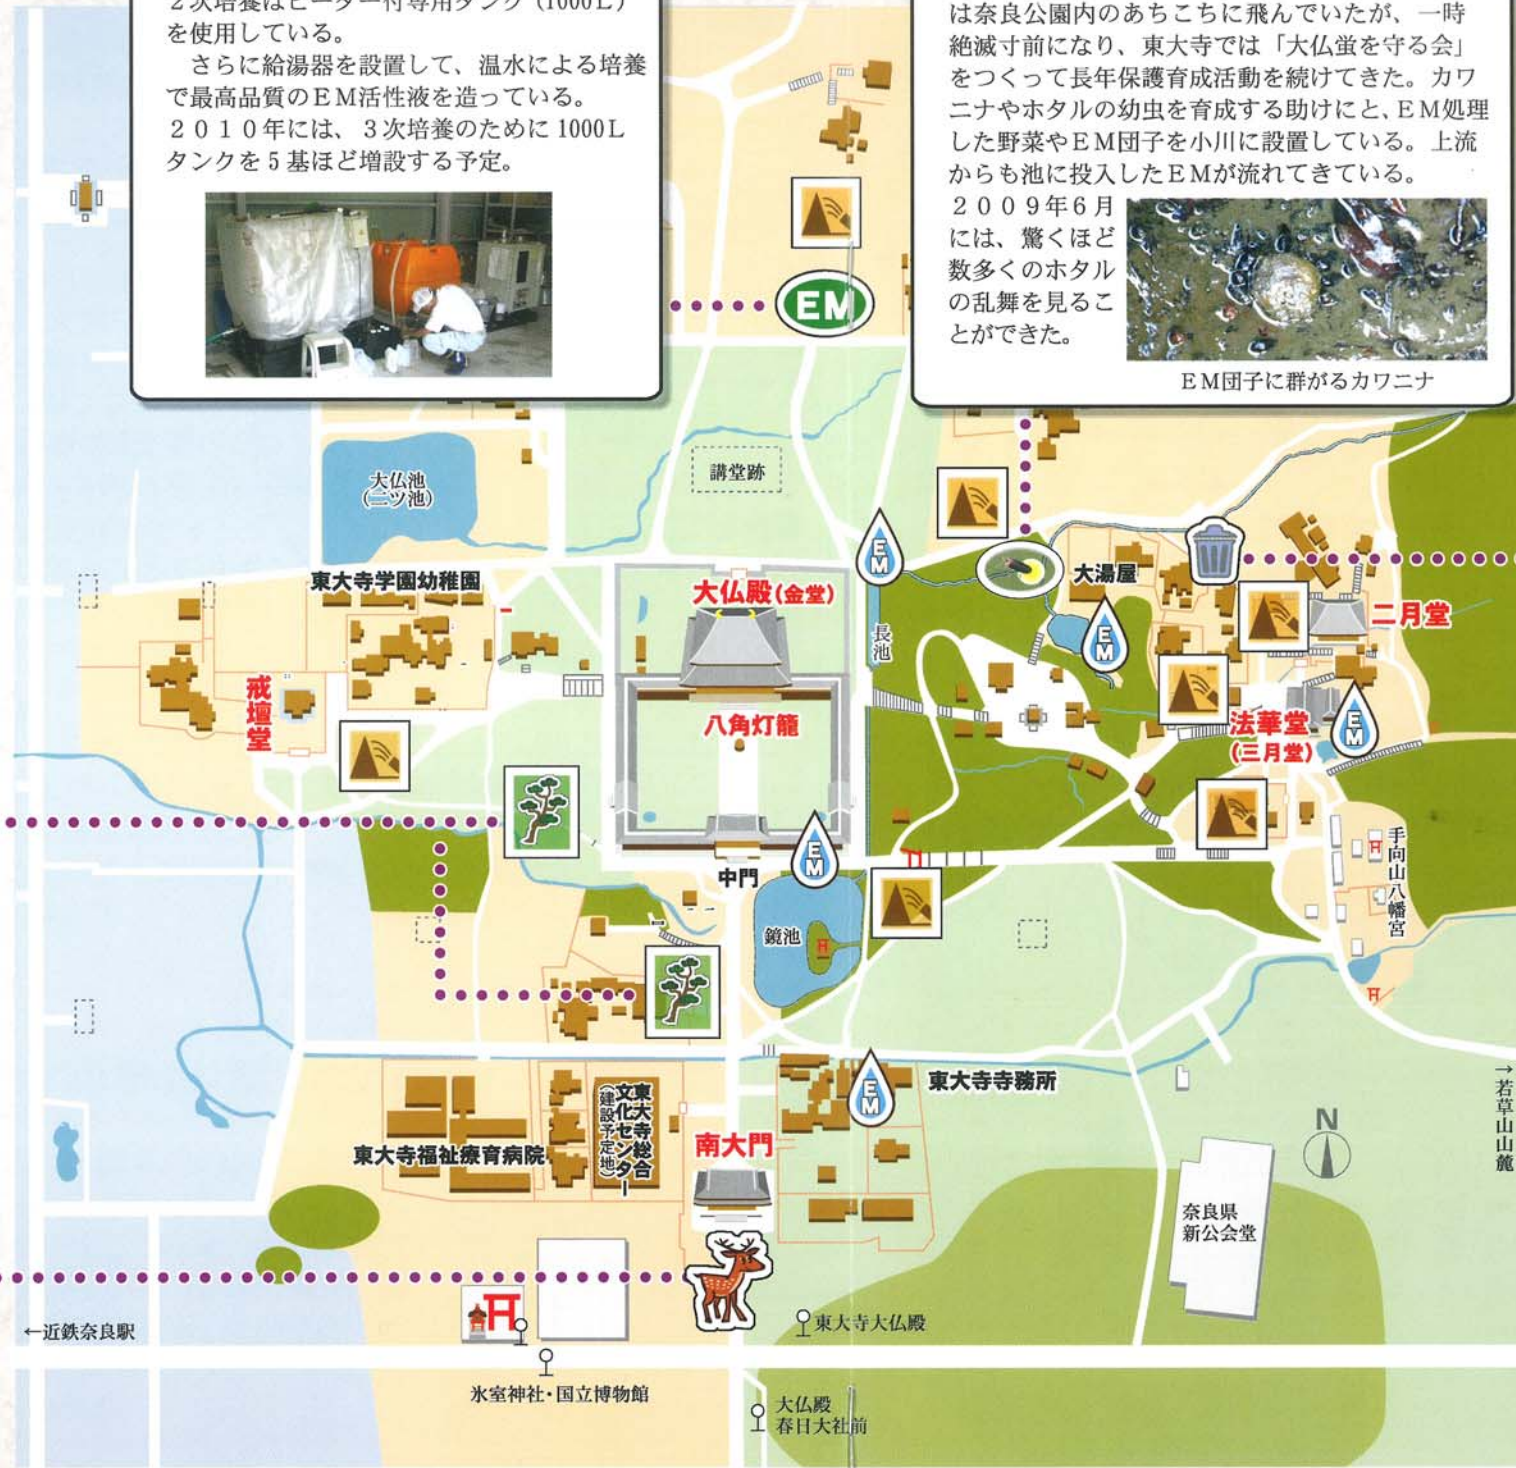 ２次培養はヒーター付専用タンク（1000Ｌ）
を使用している。
　さらに給湯器を設置して、温水による培養
で最高品質のＥＭ活性液を造っている。
２０１０年には、３次培養のために1000Ｌ
タンクを５基ほど増設する予定。
は奈良公園内のあちこちに飛んでいたが、一時
絶滅寸前になり、東大寺では「大仏蛍を守る会」
をつくって長年保護育成活動を続けてきた。カワ
ニナやホタルの幼虫を育成する助けにと、ＥＭ処理
した野菜やＥＭ団子を小川に設置している。上流
からも池に投入したＥＭが流れてきている。
２００９年６月
には、驚くほど
数多くのホタル
の乱舞を見るこ
とができた。
ＥＭ団子に群がるカワニナ
EM
大仏池
（二ツ池）
講堂跡
EM
大湯屋
東大寺学園幼稚園
大仏殿(金堂)
長池
EM
二月堂
戒壇堂
八角灯籠
法華堂
(三月堂)
EM
EM
中門
鏡池
手向山八幡宮
EM
東大寺寺務所
東大寺総合
文化センター
（建設予定地）
東大寺福祉療育病院
南大門
N
→若草山山麓
奈良県
新公会堂
←近鉄奈良駅
東大寺大仏殿
氷室神社・国立博物館
大仏殿
春日大社前